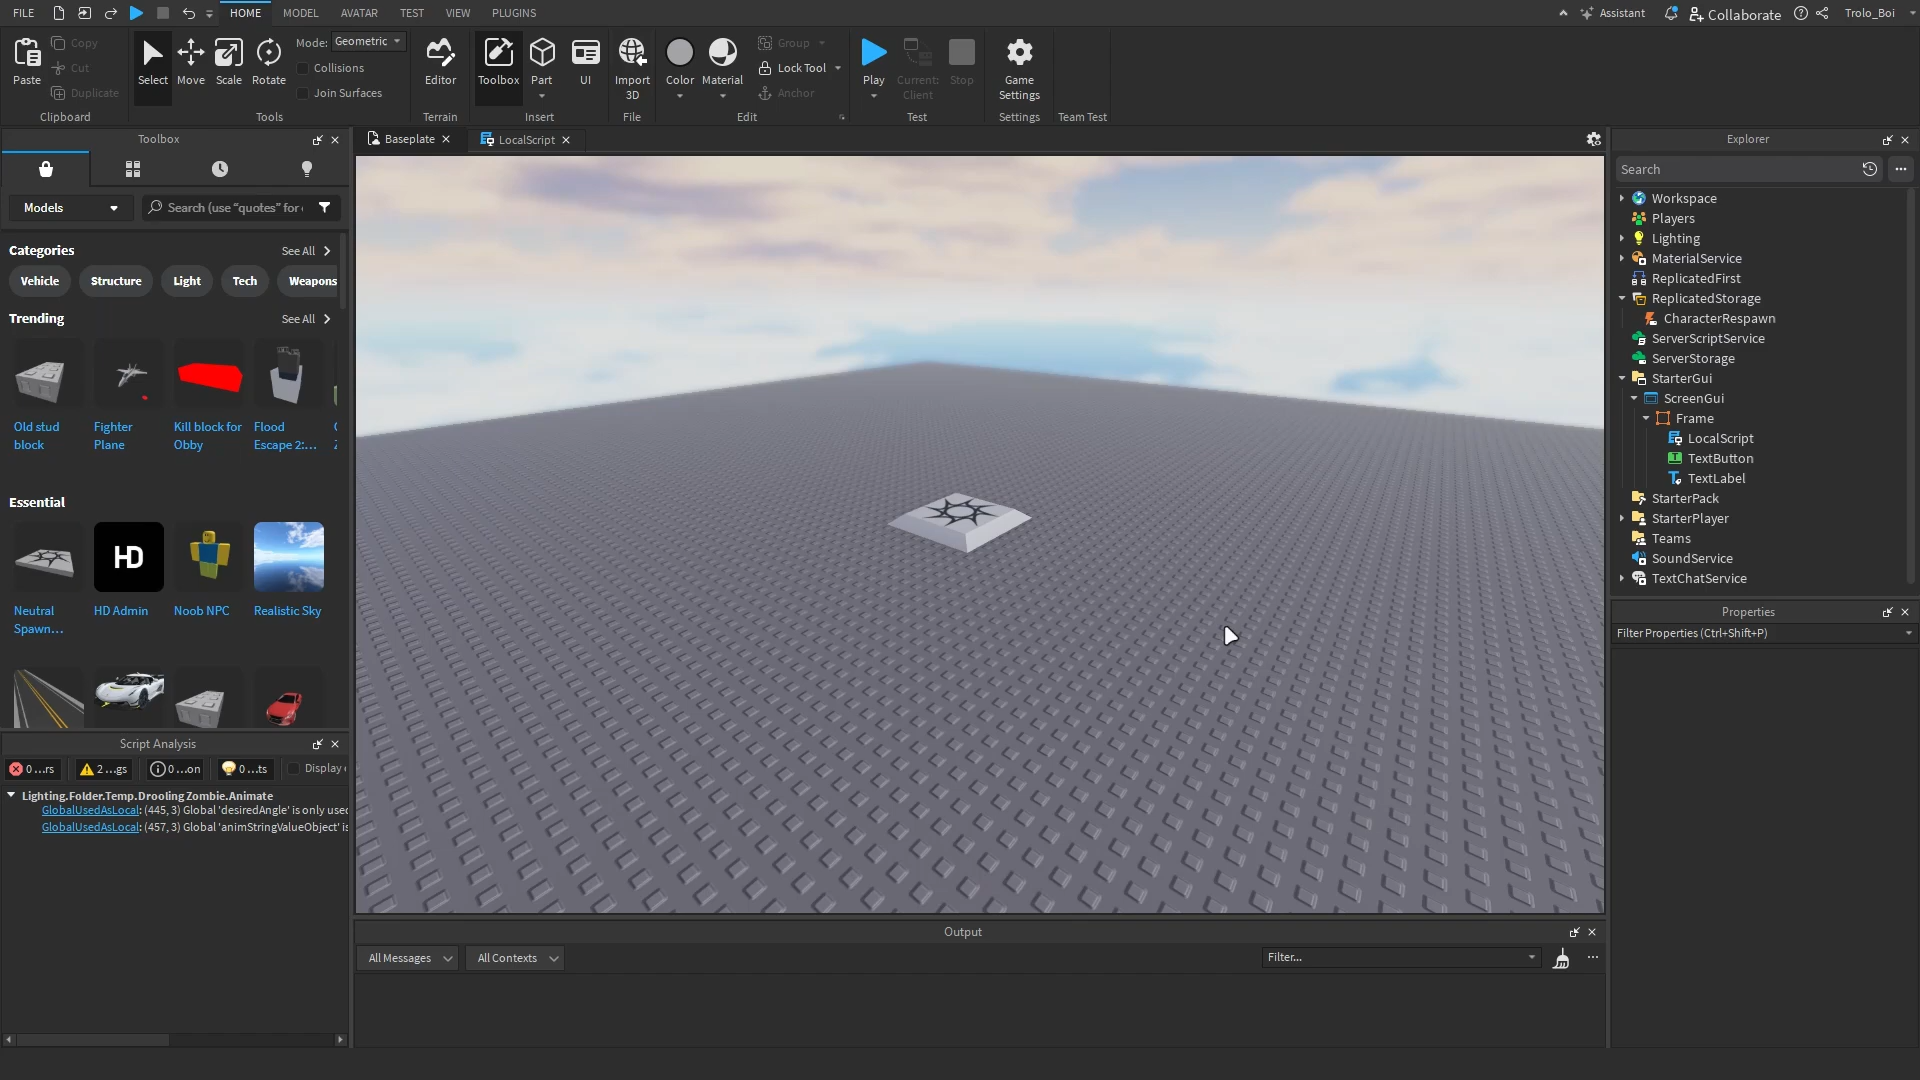 FILE HOME MODEL AVATAR TEST VIEW PLUGINS Assistant Collaborate Trolo_Boi
Paste Copy Cut Duplicate Clipboard
Select Move Scale Rotate Mode: Geometric Collisions Join Surfaces Tools
Editor Terrain
Toolbox Part UI Insert
Import 3D File
Color Material Group Lock Tool Anchor Edit
Play Current: Client Stop Test
Game Settings Settings
Team Test
Toolbox
Models Search (use “quotes” for
Categories See All
Vehicle Structure Light Tech Weapons
Trending See All
Old stud block
Fighter Plane
Kill block for Obby
Flood Escape 2:...
Essential
HD
Neutral Spawn...
HD Admin
Noob NPC
Realistic Sky
Script Analysis
0 ...rs 2 ...gs 0 ...on 0 ...ts Display
Lighting.Folder.Temp.Drooling Zombie.Animate
GlobalUsedAsLocal: (445, 3) Global 'desiredAngle' is only used
GlobalUsedAsLocal: (457, 3) Global 'animStringValueObject' is
Baseplate LocalScript
Output
All Messages All Contexts Filter...
Explorer
Search
Workspace
Players
Lighting
MaterialService
ReplicatedFirst
ReplicatedStorage
CharacterRespawn
ServerScriptService
ServerStorage
StarterGui
ScreenGui
Frame
LocalScript
TextButton
TextLabel
StarterPack
StarterPlayer
Teams
SoundService
TextChatService
Properties
Filter Properties (Ctrl+Shift+P)